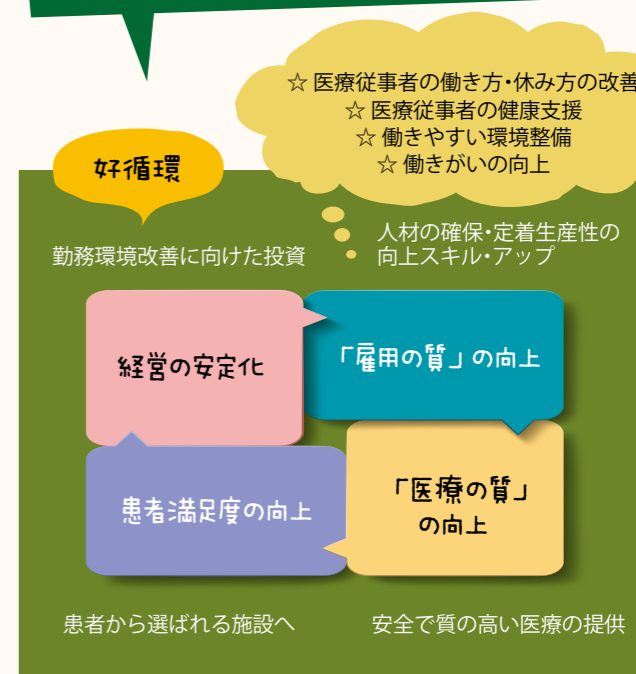 ☆ 医療従事者の働き方・休み方の改善
☆ 医療従事者の健康支援
☆ 働きやすい環境整備
☆ 働きがいの向上
好循環
勤務環境改善に向けた投資
人材の確保・定着生産性の
向上スキル・アップ
経営の安定化
「雇用の質」の向上
患者満足度の向上
「医療の質」
の向上
患者から選ばれる施設へ
安全で質の高い医療の提供